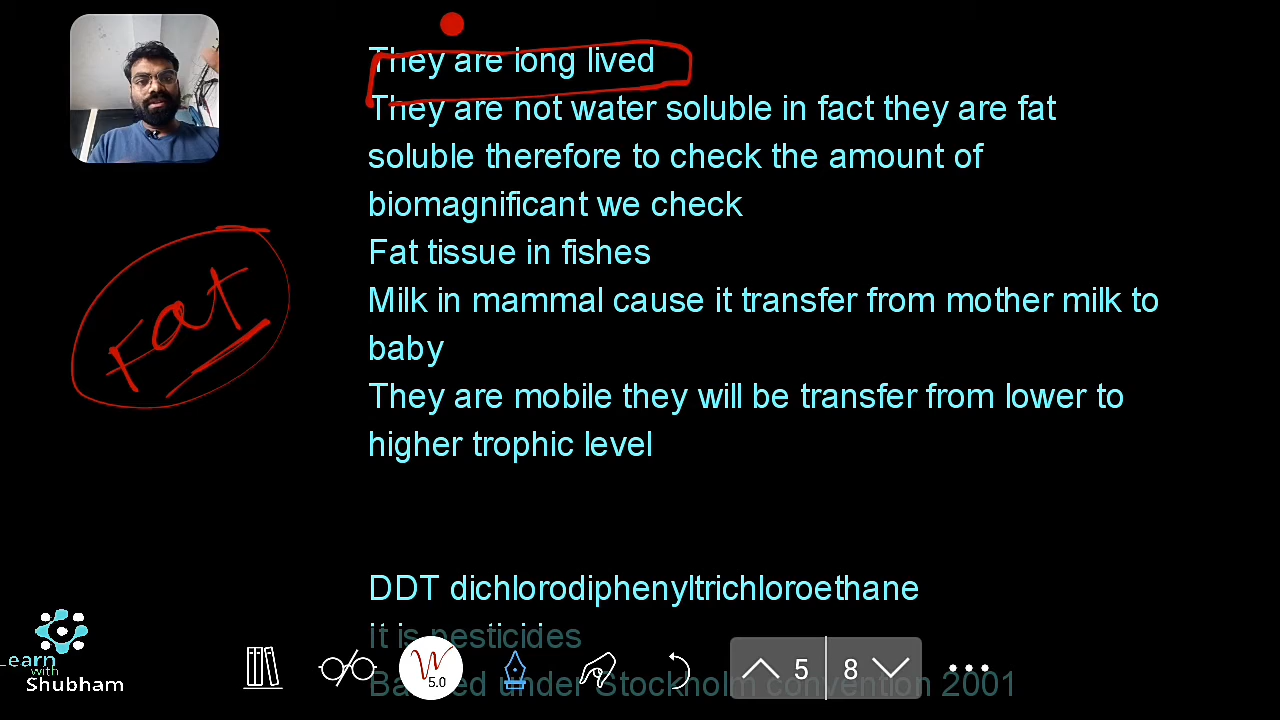 They are long lived
They are not water soluble in fact they are fat
soluble therefore to check the amount of
biomagnificant we check
Fat tissue in fishes
Milk in mammal cause it transfer from mother milk to
baby
They are mobile they will be transfer from lower to
higher trophic level
Fat
DDT dichlorodiphenyltrichloroethane
it is pesticides
Banned under Stockholm convention 2001
Learn
with
Shubham
5.0
5
8